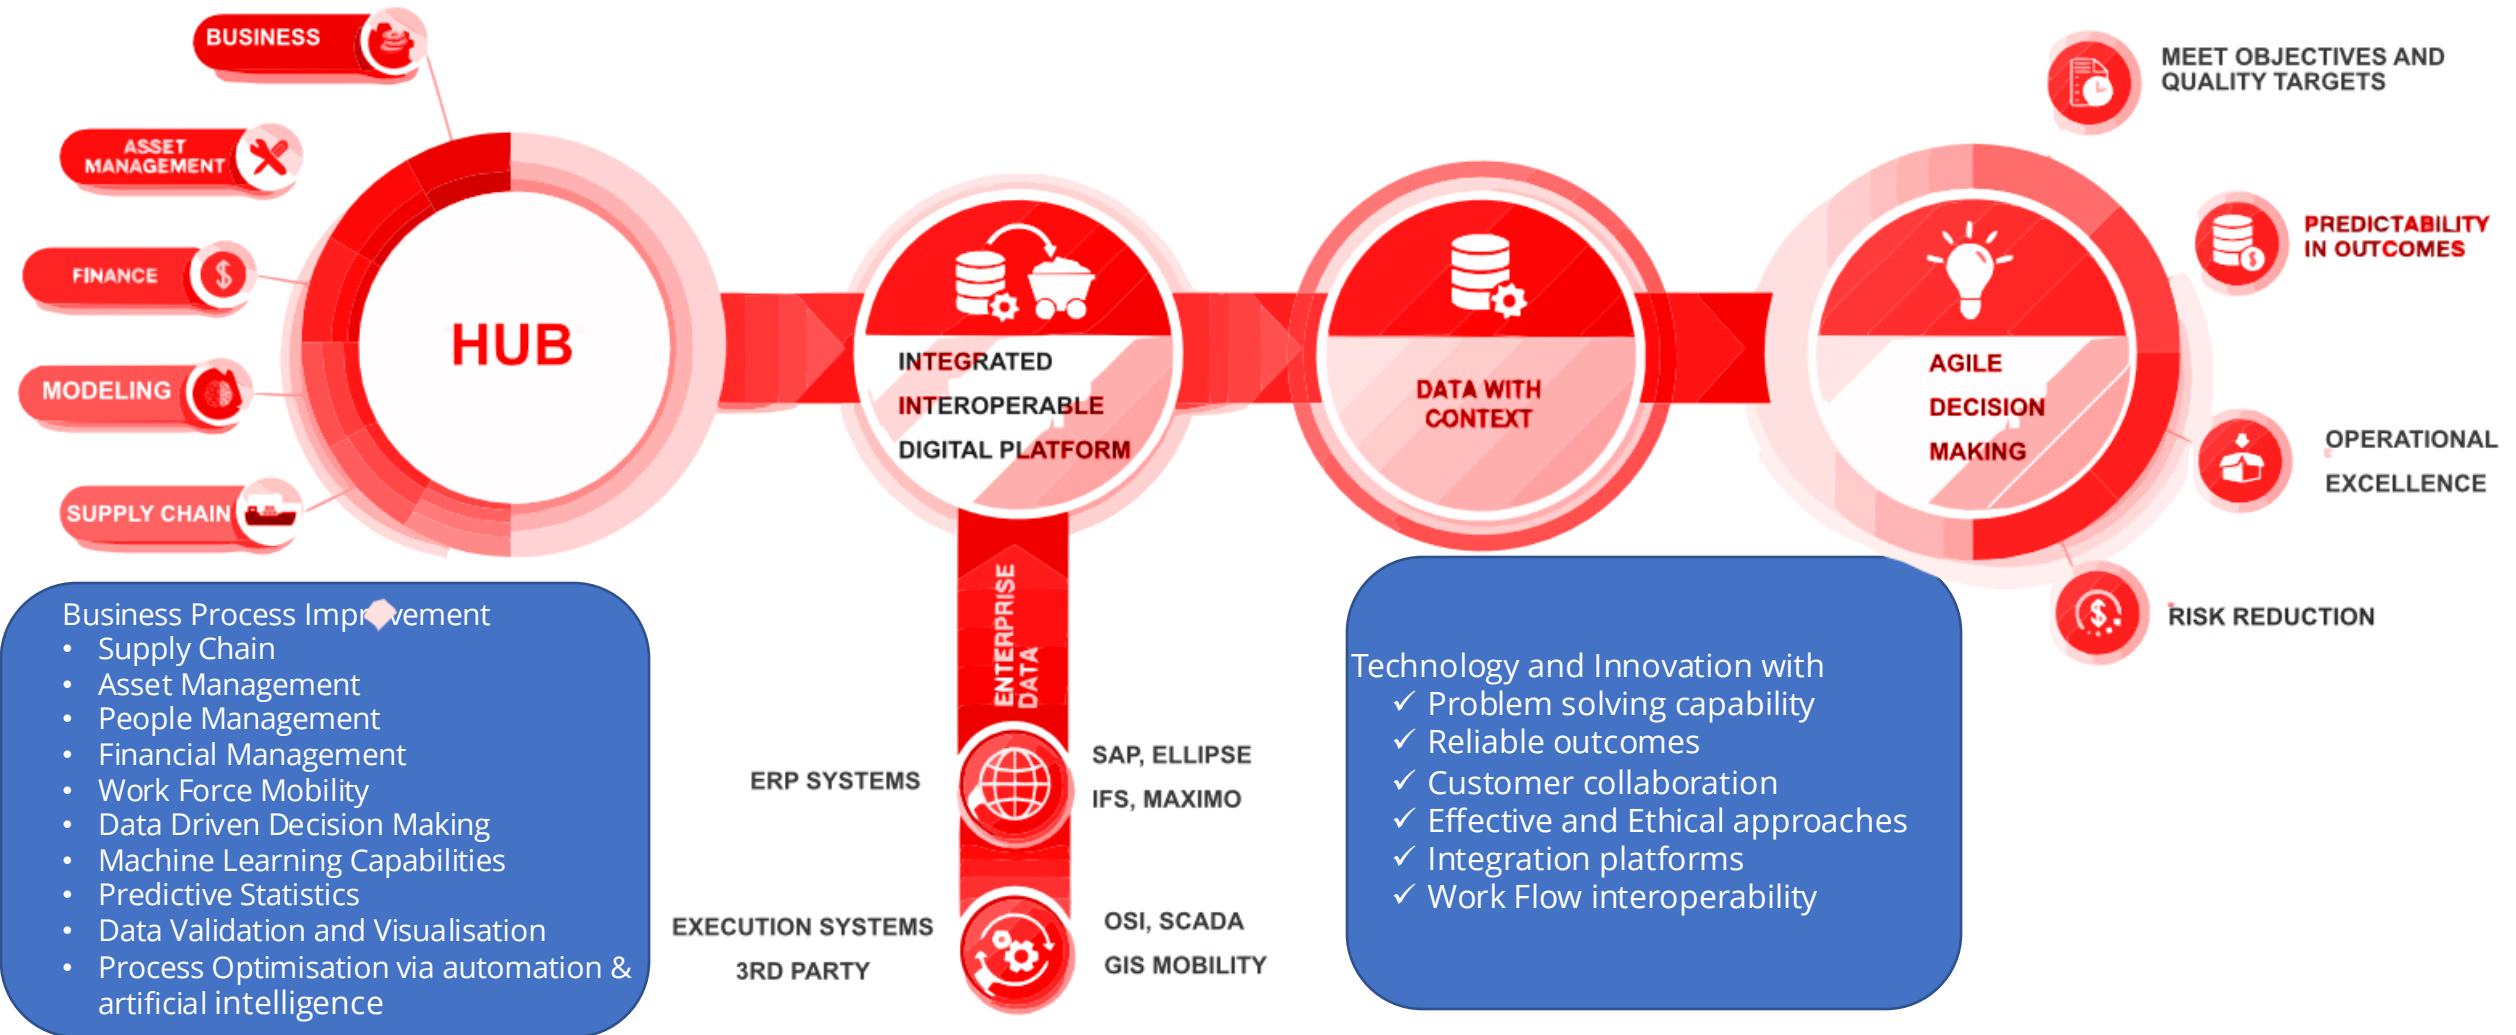 BUSINESS
ASSET
MANAGEMENT
FINANCE
MODELING
SUPPLY CHAIN
HUB
INTEGRATED
INTEROPERABLE
DIGITAL PLATFORM
DATA WITH
CONTEXT
AGILE
DECISION
MAKING
MEET OBJECTIVES AND
QUALITY TARGETS
PREDICTABILITY
IN OUTCOMES
OPERATIONAL
EXCELLENCE
RISK REDUCTION
ENTERPRISE
DATA
ERP SYSTEMS
SAP, ELLIPSE
IFS, MAXIMO
EXECUTION SYSTEMS
3RD PARTY
OSI, SCADA
GIS MOBILITY
Business Process Improvement
• Supply Chain
• Asset Management
• People Management
• Financial Management
• Work Force Mobility
• Data Driven Decision Making
• Machine Learning Capabilities
• Predictive Statistics
• Data Validation and Visualisation
• Process Optimisation via automation &
artificial intelligence
Technology and Innovation with
✓ Problem solving capability
✓ Reliable outcomes
✓ Customer collaboration
✓ Effective and Ethical approaches
✓ Integration platforms
✓ Work Flow interoperability